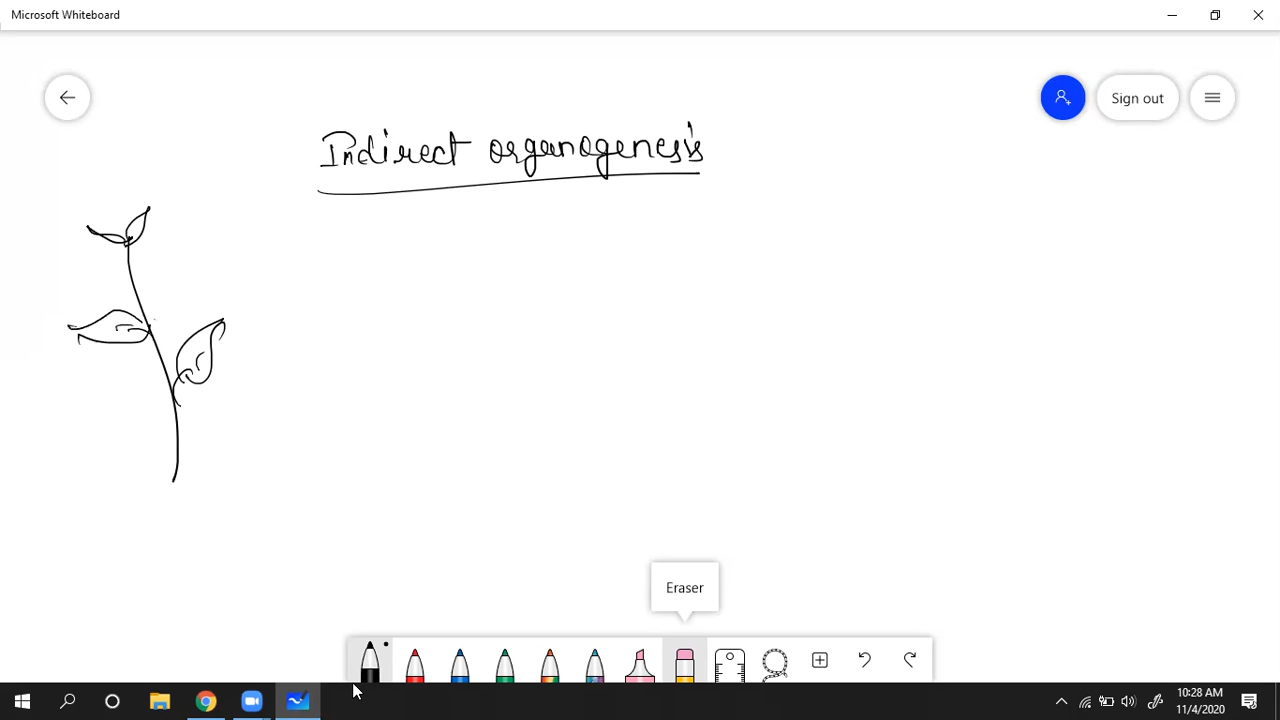 Microsoft Whiteboard
Sign out
Indirect organogenesis
Eraser
10:28 AM
11/4/2020